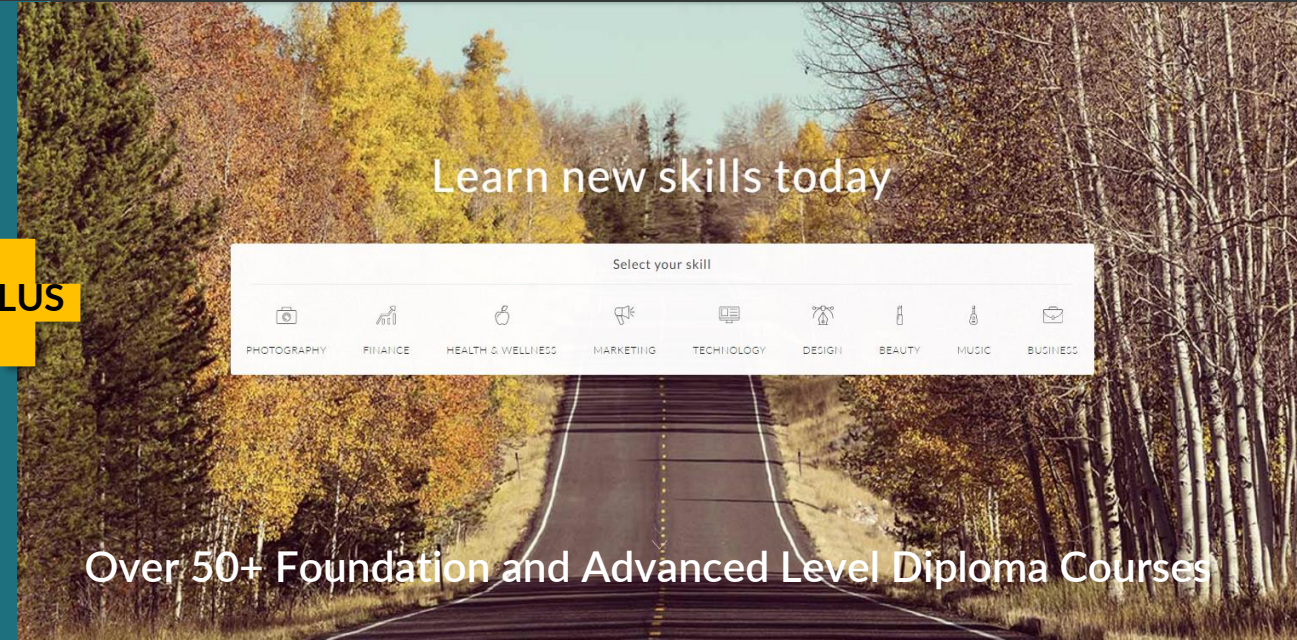 Learn new skills today
Select your skill
PHOTOGRAPHY FINANCE HEALTH & WELLNESS MARKETING TECHNOLOGY DESIGN BEAUTY MUSIC BUSINESS
LUS
Over 50+ Foundation and Advanced Level Diploma Courses